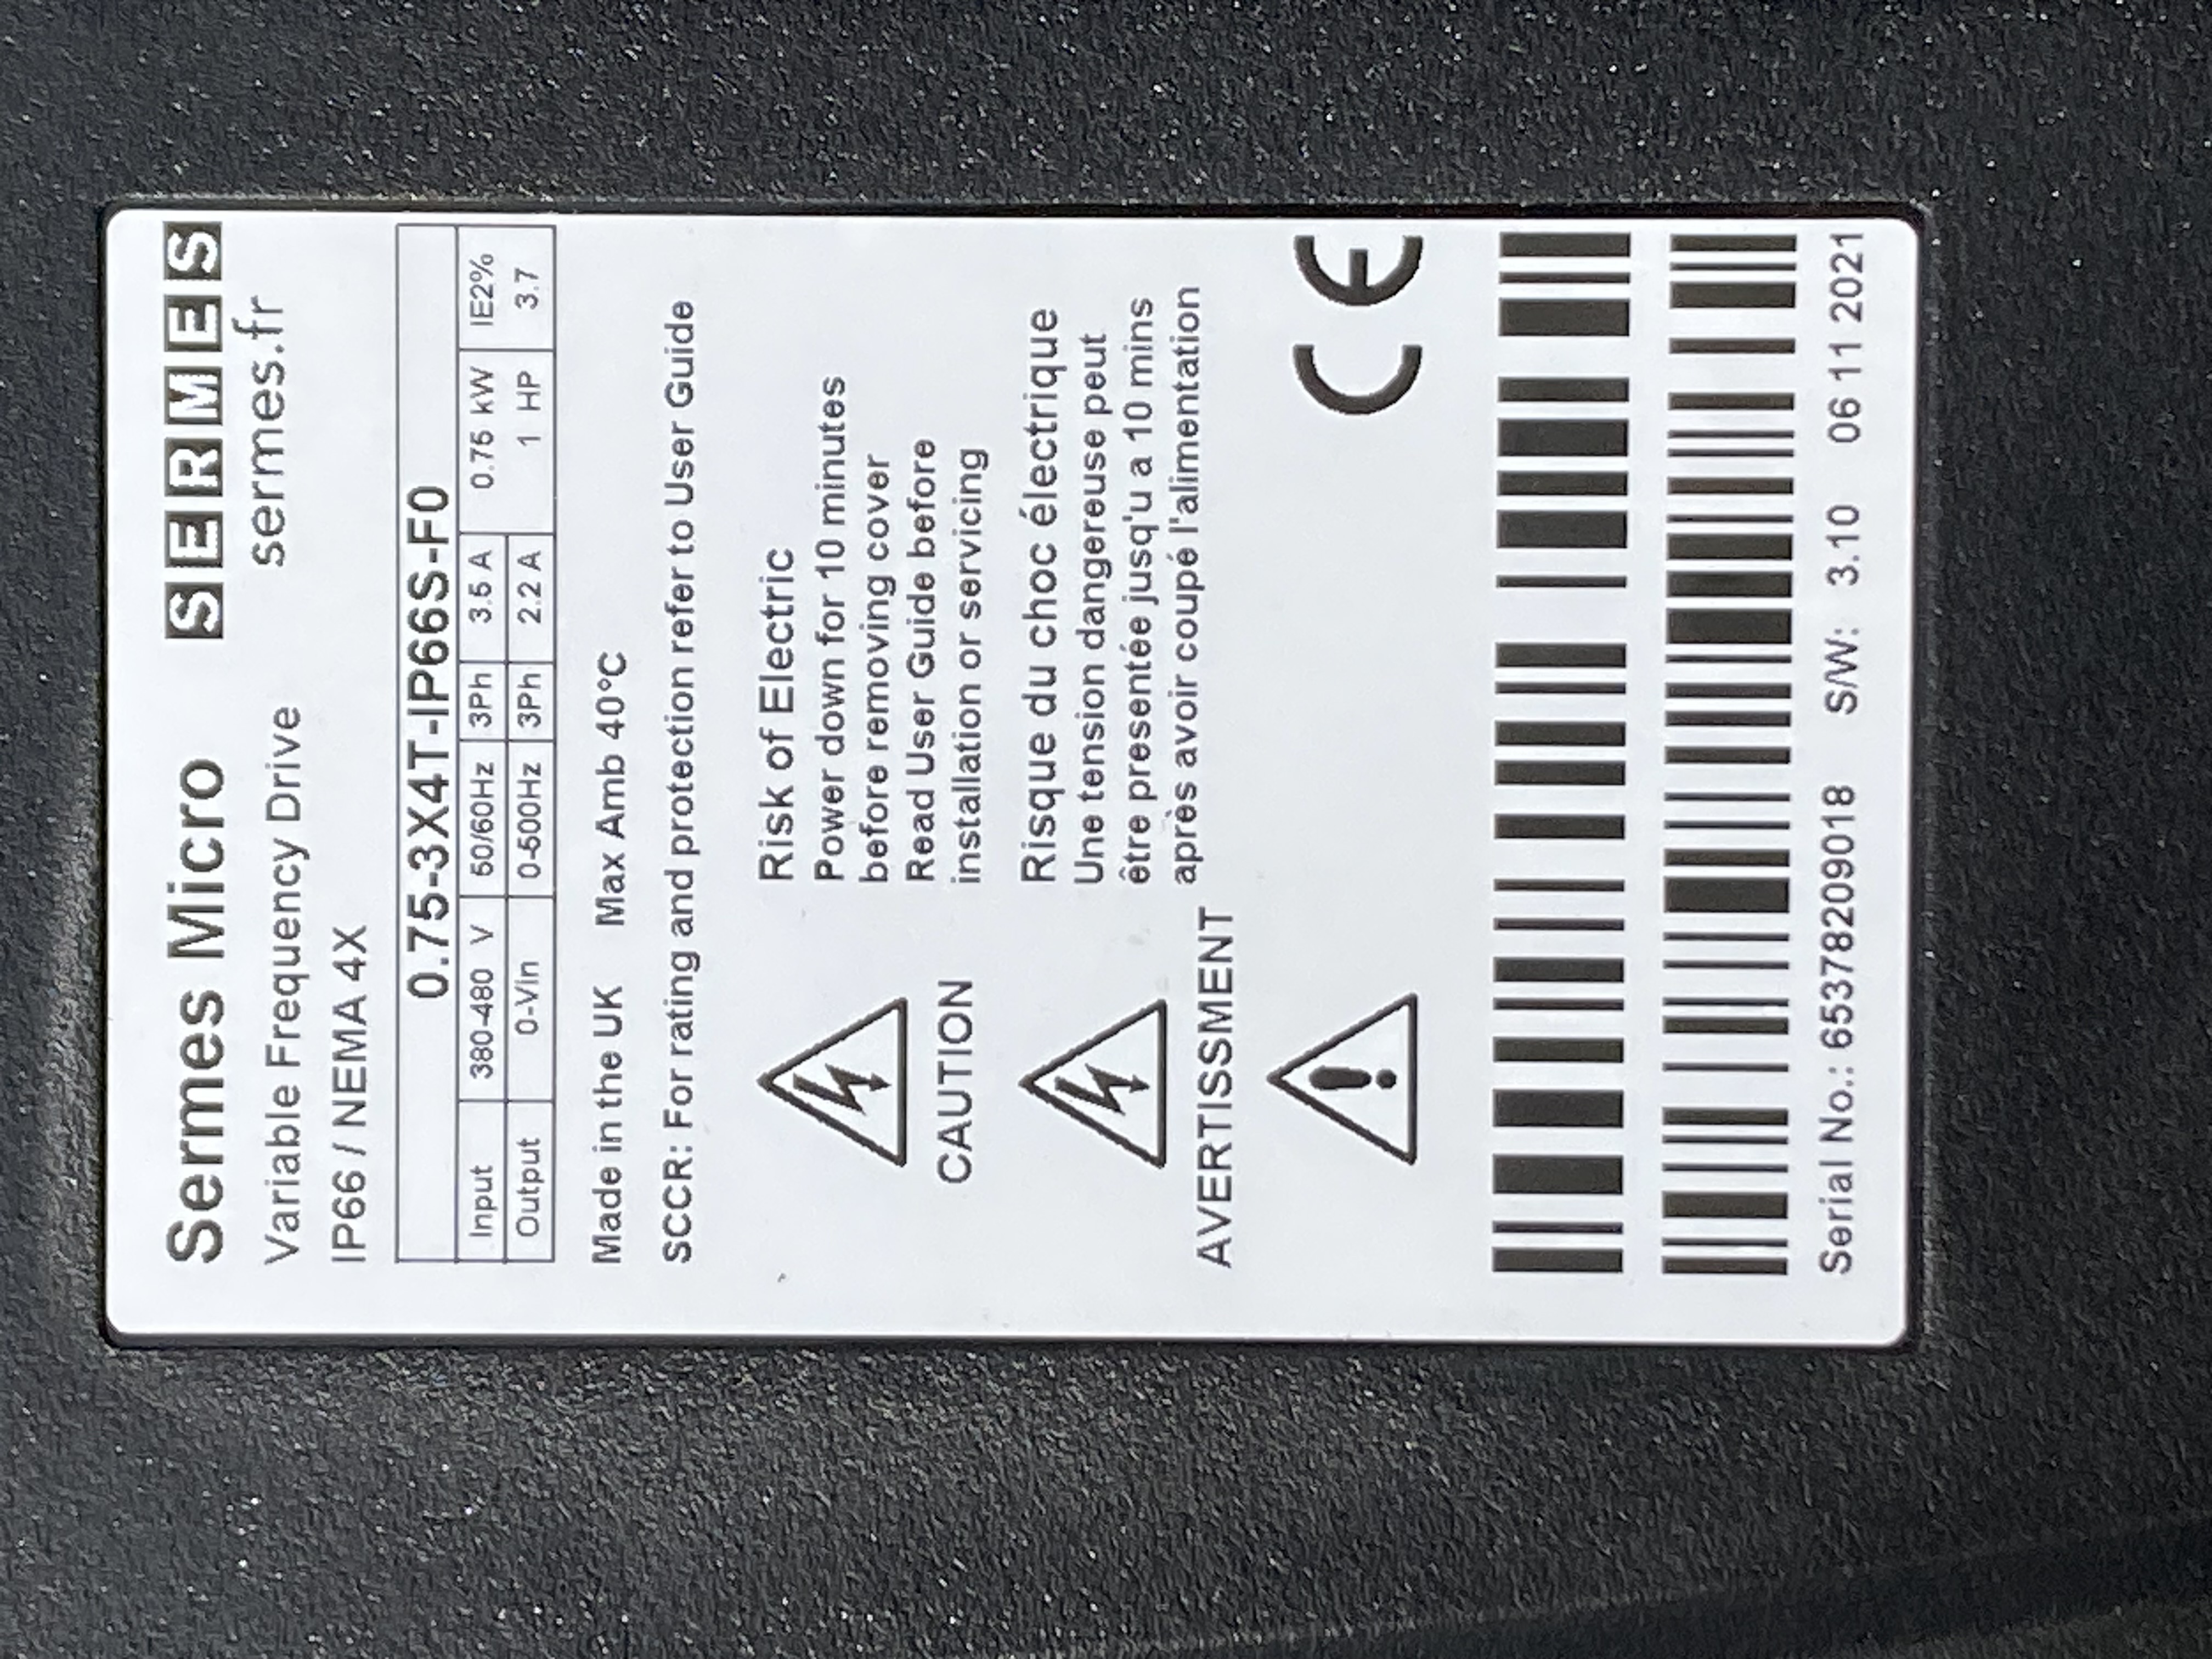 Sermes Micro SERMES
Variable Frequency Drive sermes.fr
IP66 / NEMA 4X
0.75-3X4T-IP66S-F0
Input 380-480 V 50/60Hz 3Ph 3.5 A 0.75 kW IE2%
Output 0-Vin 0-500Hz 3Ph 2.2 A 1 HP 3.7
Made in the UK Max Amb 40°C
SCCR: For rating and protection refer to User Guide
Risk of Electric
Power down for 10 minutes
before removing cover
Read User Guide before
installation or servicing
CAUTION
Risque du choc électrique
Une tension dangereuse peut
être presentée jusqu'u a 10 mins
après avoir coupé l'alimentation
AVERTISSMENT
CE
Serial No.: 65378209018 S/W: 3.10 06 11 2021